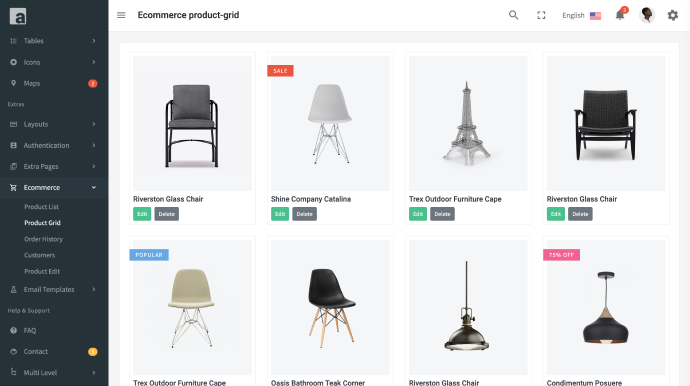 a
Ecommerce product-grid
English
3
Tables
Icons
Maps
2
Extras
Layouts
Authentication
Extra Pages
Ecommerce
Product List
Product Grid
Order History
Customers
Product Edit
Email Templates
Help & Support
FAQ
Contact
Multi Level
SALE
Riverston Glass Chair
Edit
Delete
Shine Company Catalina
Edit
Delete
Trex Outdoor Furniture Cape
Edit
Delete
Riverston Glass Chair
Edit
Delete
POPULAR
75% OFF
Trex Outdoor Furniture Cape
Oasis Bathroom Teak Corner
Riverston Glass Chair
Condimentum Posuere